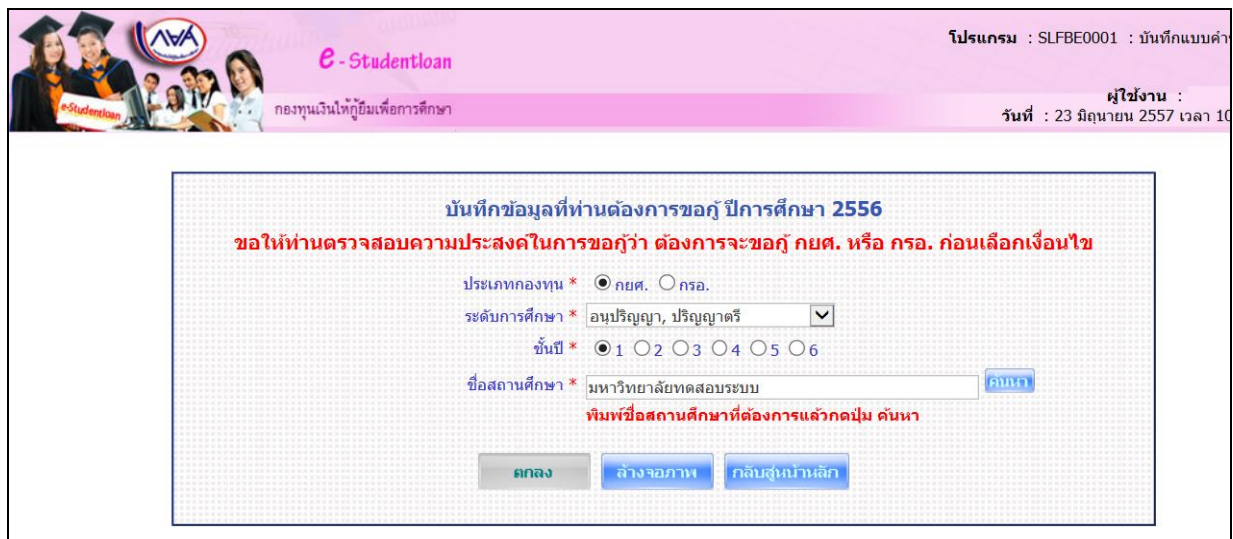 กยศ
e - Studentloan
โปรแกรม : SLFBE0001 : บันทึกแบบคำ
e-Studentloan
กองทุนเงินให้กู้ยืมเพื่อการศึกษา
ผู้ใช้งาน :
วันที่ : 23 มิถุนายน 2557 เวลา 10
บันทึกข้อมูลที่ท่านต้องการขอกู้ ปีการศึกษา 2556
ขอให้ท่านตรวจสอบความประสงค์ในการขอกู้ว่า ต้องการจะขอกู้ กยศ. หรือ กรอ. ก่อนเลือกเงื่อนไข
ประเภทกองทุน * กยศ. กรอ.
ระดับการศึกษา * อนุปริญญา, ปริญญาตรี
ชั้นปี * 1 2 3 4 5 6
ชื่อสถานศึกษา * มหาวิทยาลัยทดสอบระบบ ค้นหา
พิมพ์ชื่อสถานศึกษาที่ต้องการแล้วกดปุ่ม ค้นหา
ตกลง ล้างจอภาพ กลับสู่หน้าหลัก